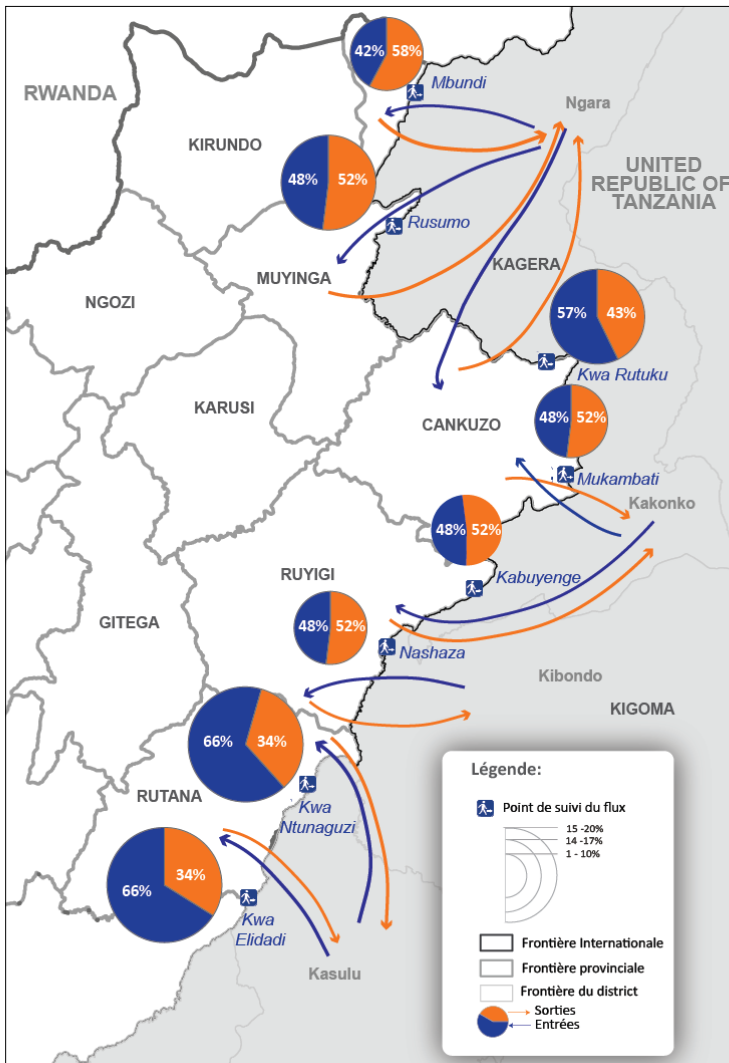 42% 58%
RWANDA
Mbundi
Ngara
KIRUNDO
UNITED
REPUBLIC OF
TANZANIA
48% 52%
Rusumo
KAGERA
MUYINGA
NGOZI
57% 43%
Kwa Rutuku
KARUSI
CANKUZO
48% 52%
Mukambati
Kakonko
48% 52%
Kabuyenge
RUYIGI
GITEGA
48% 52%
Nashaza
Kibondo
KIGOMA
66% 34%
Kwa
Ntunaguzi
RUTANA
66% 34%
Kwa
Elidadi
Kasulu
Légende:
Point de suivi du flux
15 -20%
14 -17%
1 - 10%
Frontière Internationale
Frontière provinciale
Frontière du district
Sorties
Entrées